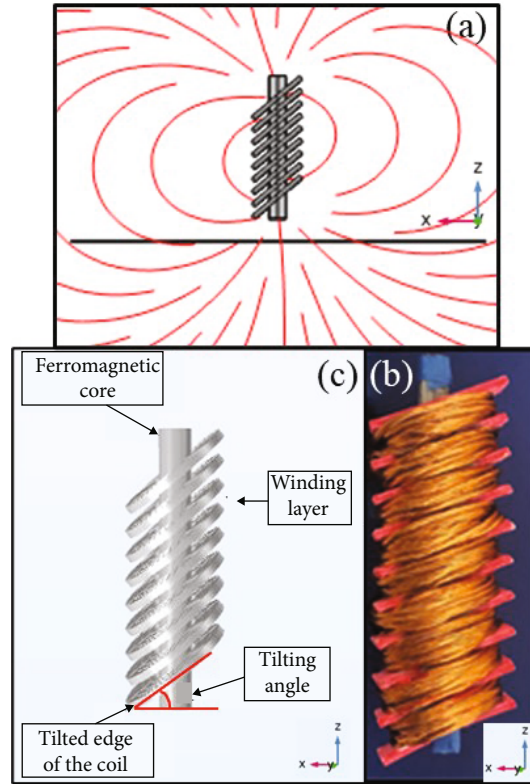 (a)
z
x
y
Ferromagnetic
core
(c)
(b)
Winding
layer
Tilting
angle
Tilted edge
of the coil
z
x
y
z
x
y